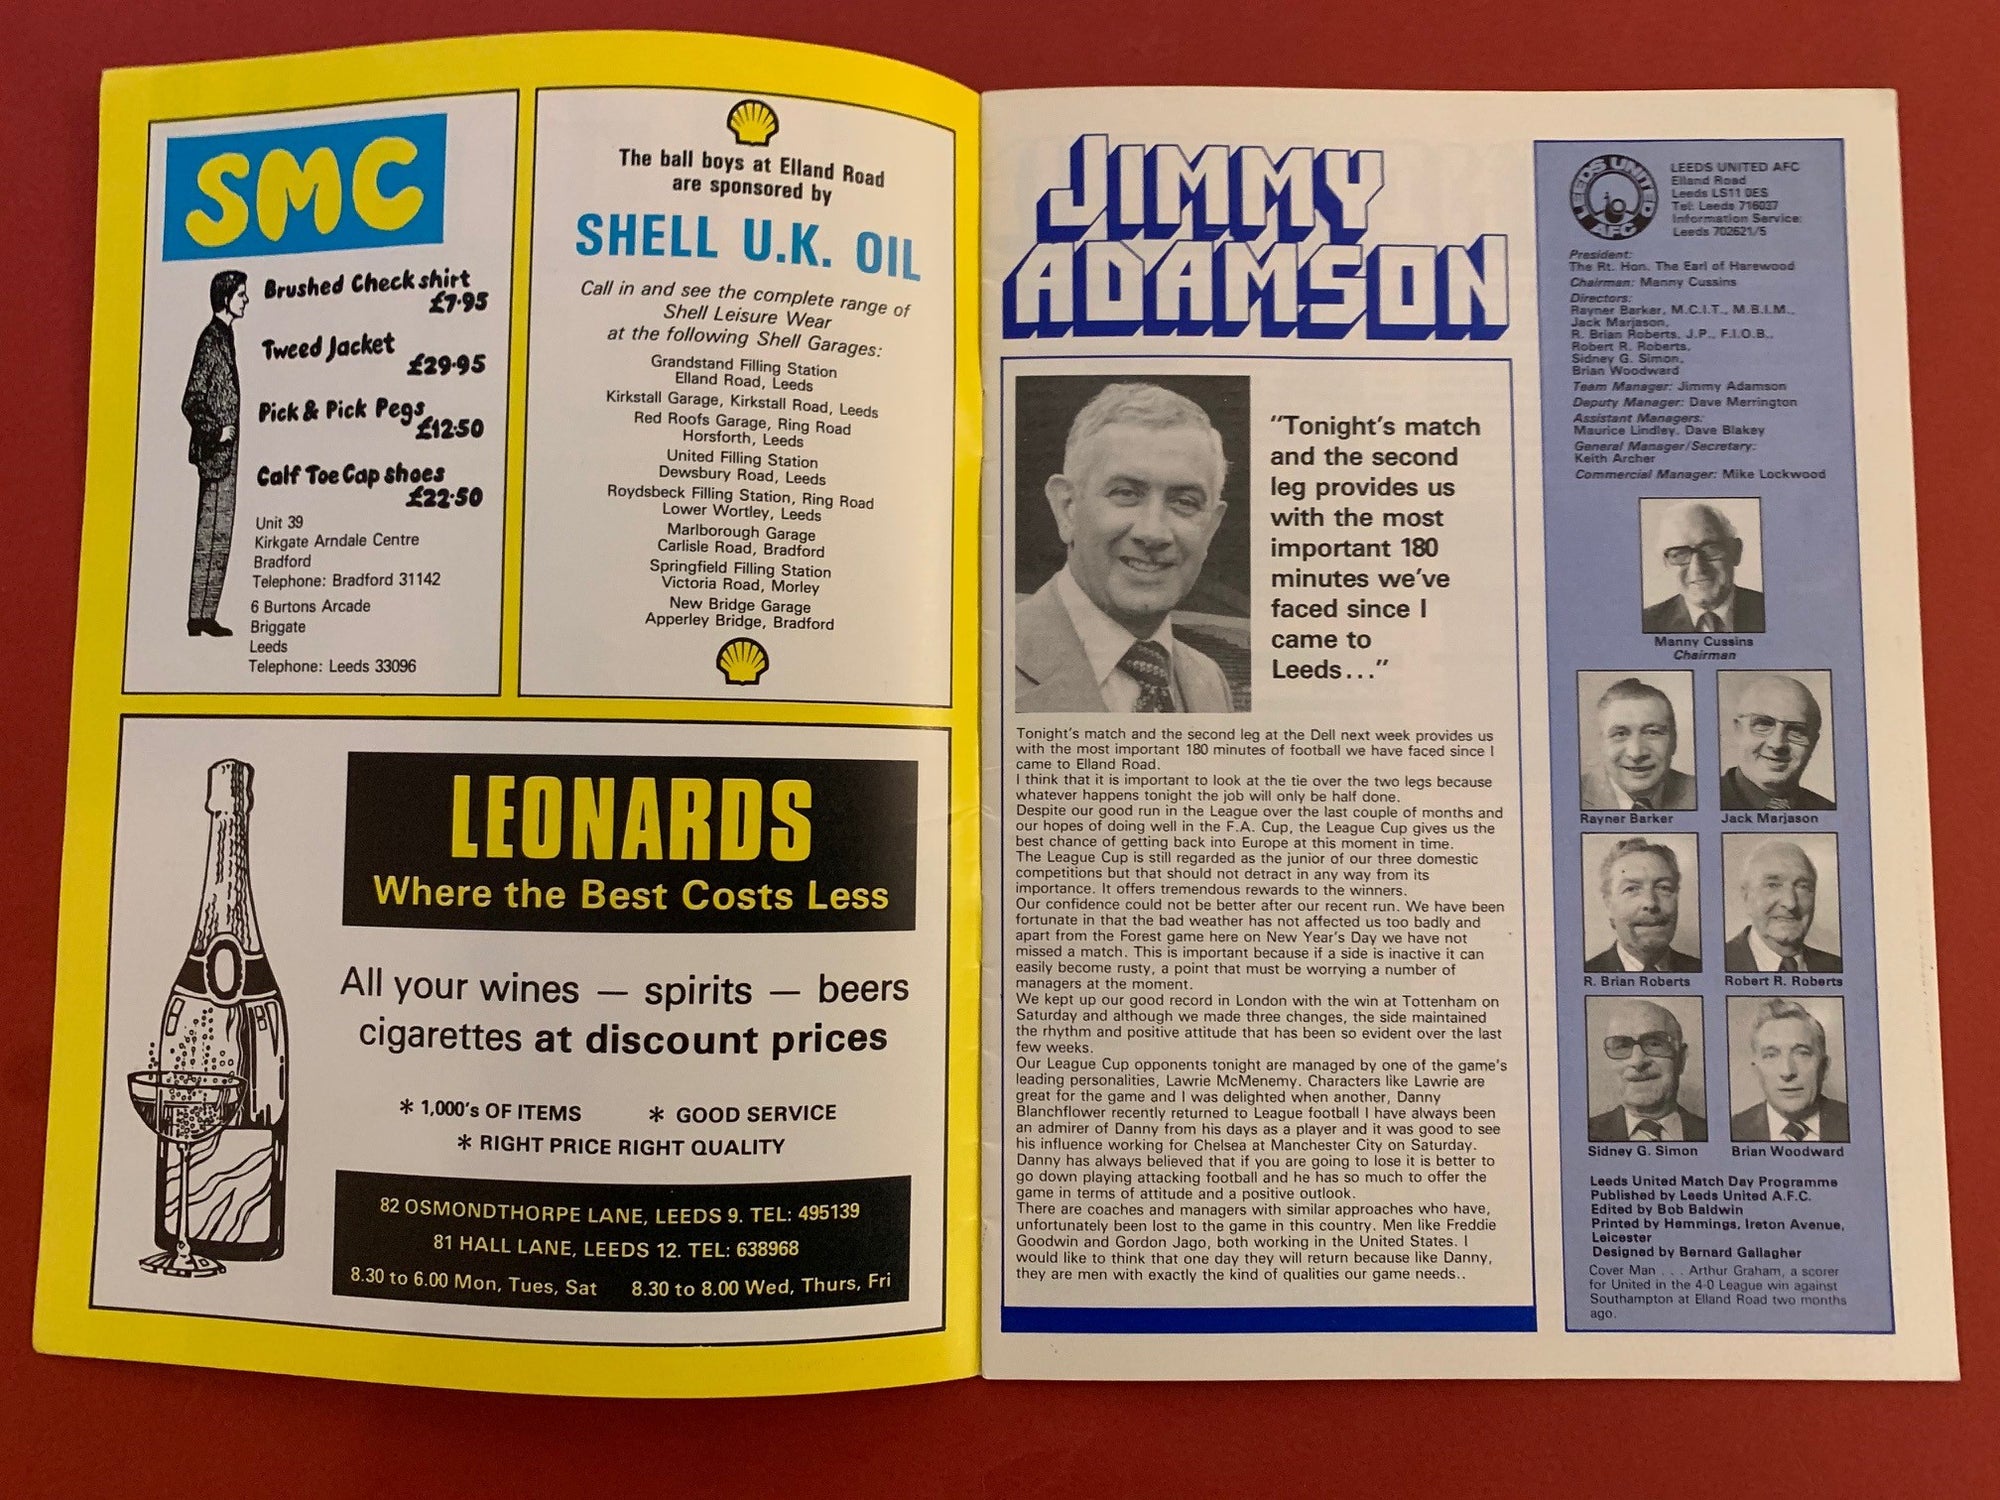 SMC
Brushed Check shirt
£7·95
Tweed Jacket
£29·95
Pick & Pick Pegs
£12·50
Calf Toe Cap shoes
£22·50
Unit 39
Kirkgate Arndale Centre
Bradford
Telephone: Bradford 31142
6 Burtons Arcade
Briggate
Leeds
Telephone: Leeds 33096
The ball boys at Elland Road
are sponsored by
SHELL U.K. OIL
Call in and see the complete range of
Shell Leisure Wear
at the following Shell Garages:
Grandstand Filling Station
Elland Road, Leeds
Kirkstall Garage, Kirkstall Road, Leeds
Red Roofs Garage, Ring Road
Horsforth, Leeds
United Filling Station
Dewsbury Road, Leeds
Roydsbeck Filling Station, Ring Road
Lower Wortley, Leeds
Marlborough Garage
Carlisle Road, Bradford
Springfield Filling Station
Victoria Road, Morley
New Bridge Garage
Apperley Bridge, Bradford
LEONARDS
Where the Best Costs Less
All your wines — spirits — beers
cigarettes at discount prices
* 1,000's OF ITEMS * GOOD SERVICE
* RIGHT PRICE RIGHT QUALITY
82 OSMONDTHORPE LANE, LEEDS 9. TEL: 495139
81 HALL LANE, LEEDS 12. TEL: 638968
8.30 to 6.00 Mon, Tues, Sat 8.30 to 8.00 Wed, Thurs, Fri
JIMMY
ADAMSON
"Tonight's match
and the second
leg provides us
with the most
important 180
minutes we've
faced since I
came to
Leeds..."
Tonight's match and the second leg at the Dell next week provides us
with the most important 180 minutes of football we have faced since I
came to Elland Road.
I think that it is important to look at the tie over the two legs because
whatever happens tonight the job will only be half done.
Despite our good run in the League over the last couple of months and
our hopes of doing well in the F.A. Cup, the League Cup gives us the
best chance of getting back into Europe at this moment in time.
The League Cup is still regarded as the junior of our three domestic
competitions but that should not detract in any way from its
importance. It offers tremendous rewards to the winners.
Our confidence could not be better after our recent run. We have been
fortunate in that the bad weather has not affected us too badly and
apart from the Forest game here on New Year's Day we have not
missed a match. This is important because if a side is inactive it can
easily become rusty, a point that must be worrying a number of
managers at the moment.
We kept up our good record in London with the win at Tottenham on
Saturday and although we made three changes, the side maintained
the rhythm and positive attitude that has been so evident over the last
few weeks.
Our League Cup opponents tonight are managed by one of the game's
leading personalities, Lawrie McMenemy. Characters like Lawrie are
great for the game and I was delighted when another, Danny
Blanchflower recently returned to League football I have always been
an admirer of Danny from his days as a player and it was good to see
his influence working for Chelsea at Manchester City on Saturday.
Danny has always believed that if you are going to lose it is better to
go down playing attacking football and he has so much to offer the
game in terms of attitude and a positive outlook.
There are coaches and managers with similar approaches who have,
unfortunately been lost to the game in this country. Men like Freddie
Goodwin and Gordon Jago, both working in the United States. I
would like to think that one day they will return because like Danny,
they are men with exactly the kind of qualities our game needs..
LEEDS UNITED
AFC
LEEDS UNITED AFC
Elland Road
Leeds LS11 0ES
Tel: Leeds 716037
Information Service:
Leeds 702621/5
President:
The Rt. Hon. The Earl of Harewood
Chairman: Manny Cussins
Directors:
Rayner Barker, M.C.I.T., M.B.I.M.,
Jack Marjason,
R. Brian Roberts, J.P., F.I.O.B.,
Robert R. Roberts,
Sidney G. Simon,
Brian Woodward
Team Manager: Jimmy Adamson
Deputy Manager: Dave Merrington
Assistant Managers:
Maurice Lindley, Dave Blakey
General Manager/Secretary:
Keith Archer
Commercial Manager: Mike Lockwood
Manny Cussins
Chairman
Rayner Barker
Jack Marjason
R. Brian Roberts
Robert R. Roberts
Sidney G. Simon
Brian Woodward
Leeds United Match Day Programme
Published by Leeds United A.F.C.
Edited by Bob Baldwin
Printed by Hemmings, Ireton Avenue,
Leicester
Designed by Bernard Gallagher
Cover Man . . . Arthur Graham, a scorer
for United in the 4-0 League win against
Southampton at Elland Road two months
ago.